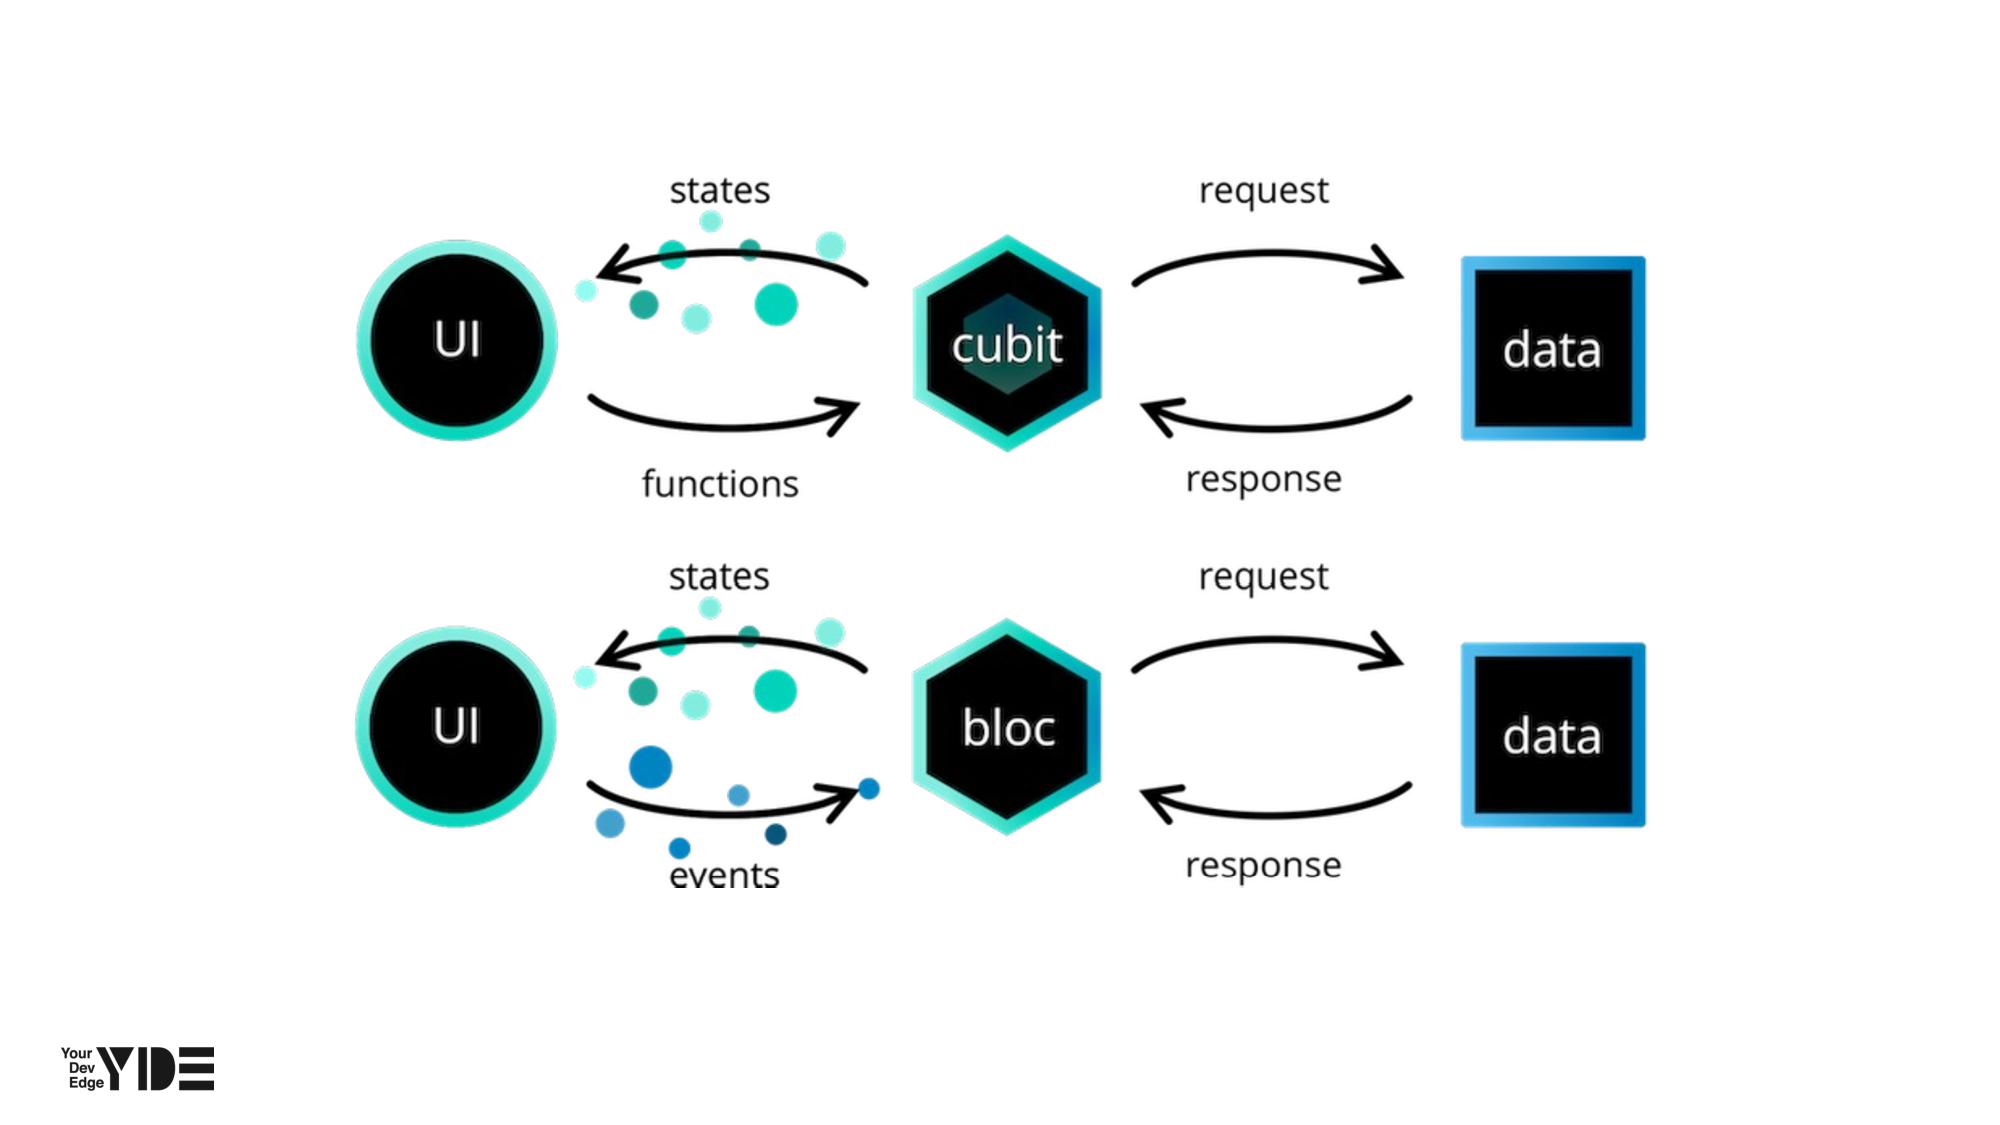 states
request
UI
cubit
data
functions
response
states
request
UI
bloc
data
events
response
Your
Dev
Edge
YDE